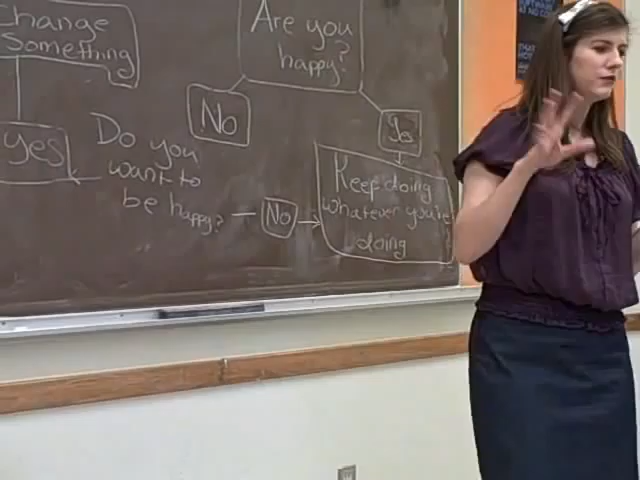 Change
Something
Are you
happy?
No
Yes
yes
Do you
want to
be happy?
No
Keep doing
whatever you're
doing